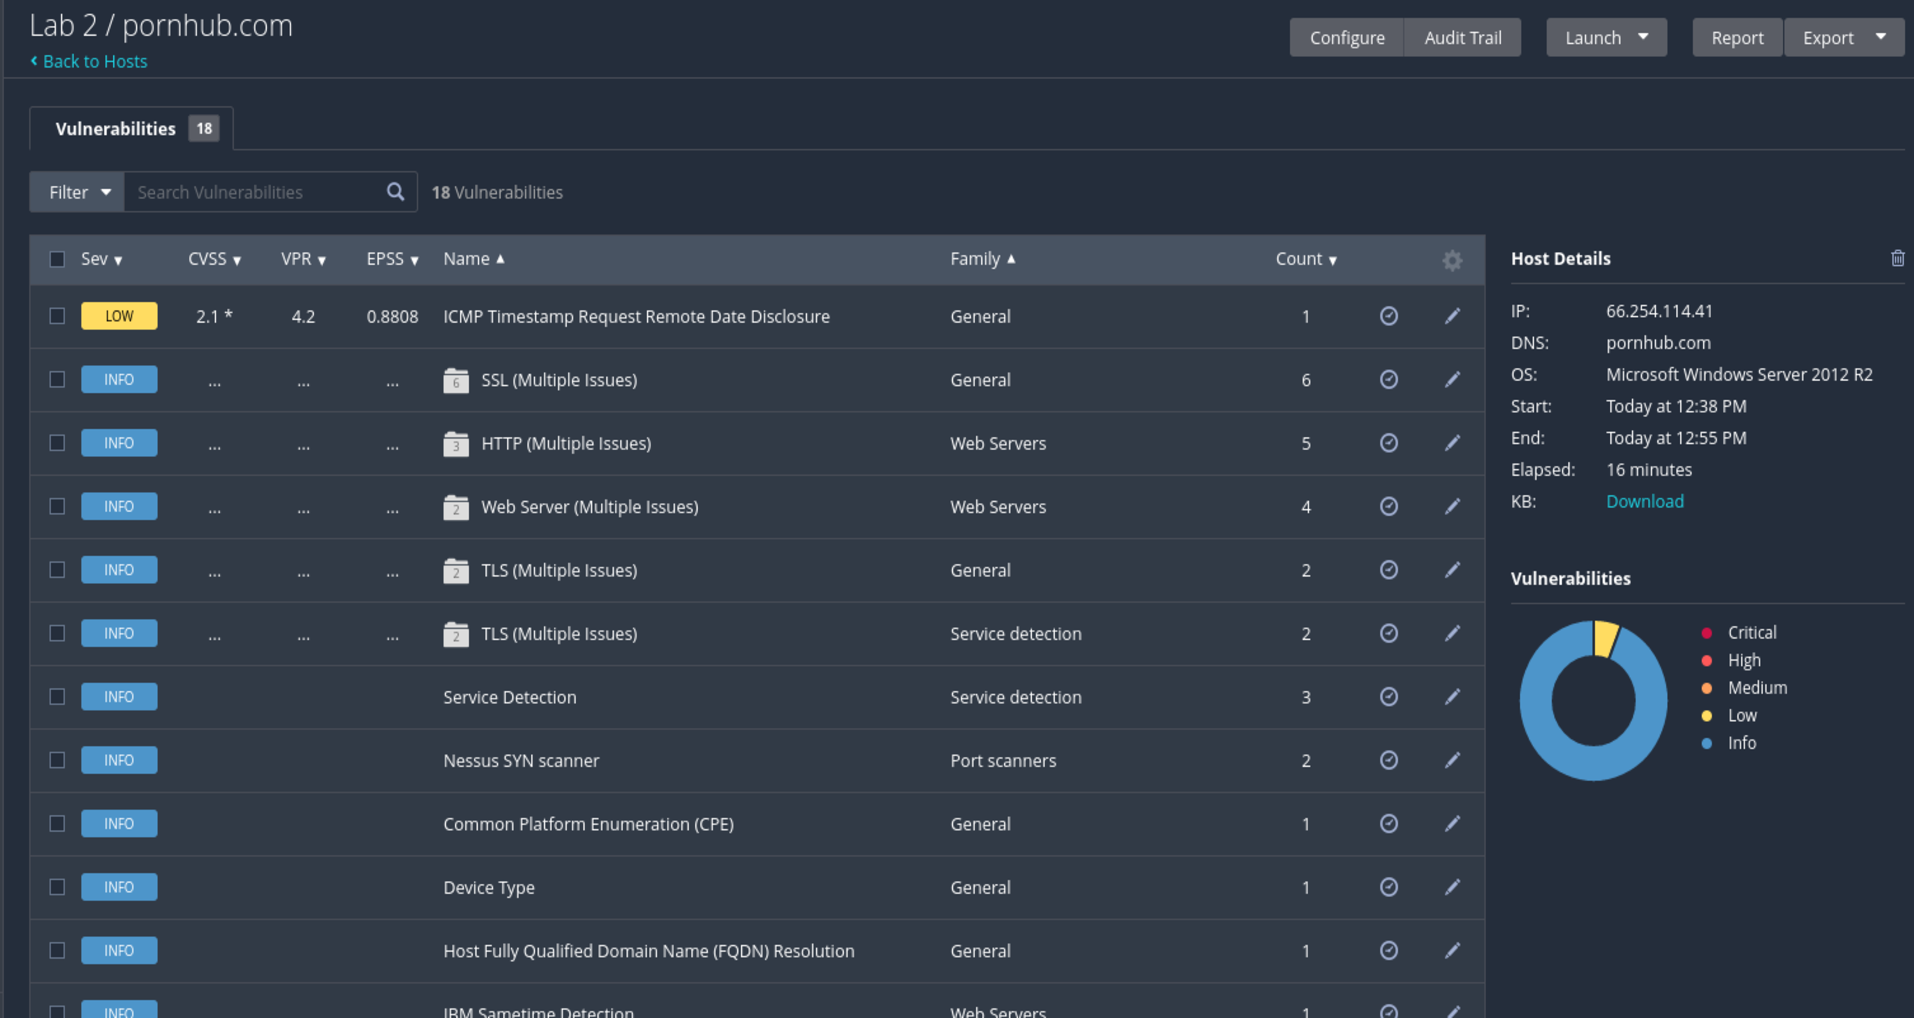 Lab 2 / pornhub.com
Back to Hosts
Configure Audit Trail Launch Report Export
Vulnerabilities 18
Filter Search Vulnerabilities 18 Vulnerabilities
Sev CVSS VPR EPSS Name Family Count
LOW 2.1 * 4.2 0.8808 ICMP Timestamp Request Remote Date Disclosure General 1
INFO ... ... ... 6 SSL (Multiple Issues) General 6
INFO ... ... ... 3 HTTP (Multiple Issues) Web Servers 5
INFO ... ... ... 2 Web Server (Multiple Issues) Web Servers 4
INFO ... ... ... 2 TLS (Multiple Issues) General 2
INFO ... ... ... 2 TLS (Multiple Issues) Service detection 2
INFO Service Detection Service detection 3
INFO Nessus SYN scanner Port scanners 2
INFO Common Platform Enumeration (CPE) General 1
INFO Device Type General 1
INFO Host Fully Qualified Domain Name (FQDN) Resolution General 1
INFO IBM Sametime Detection Web Servers 1
Host Details
IP: 66.254.114.41
DNS: pornhub.com
OS: Microsoft Windows Server 2012 R2
Start: Today at 12:38 PM
End: Today at 12:55 PM
Elapsed: 16 minutes
KB: Download
Vulnerabilities
Critical
High
Medium
Low
Info